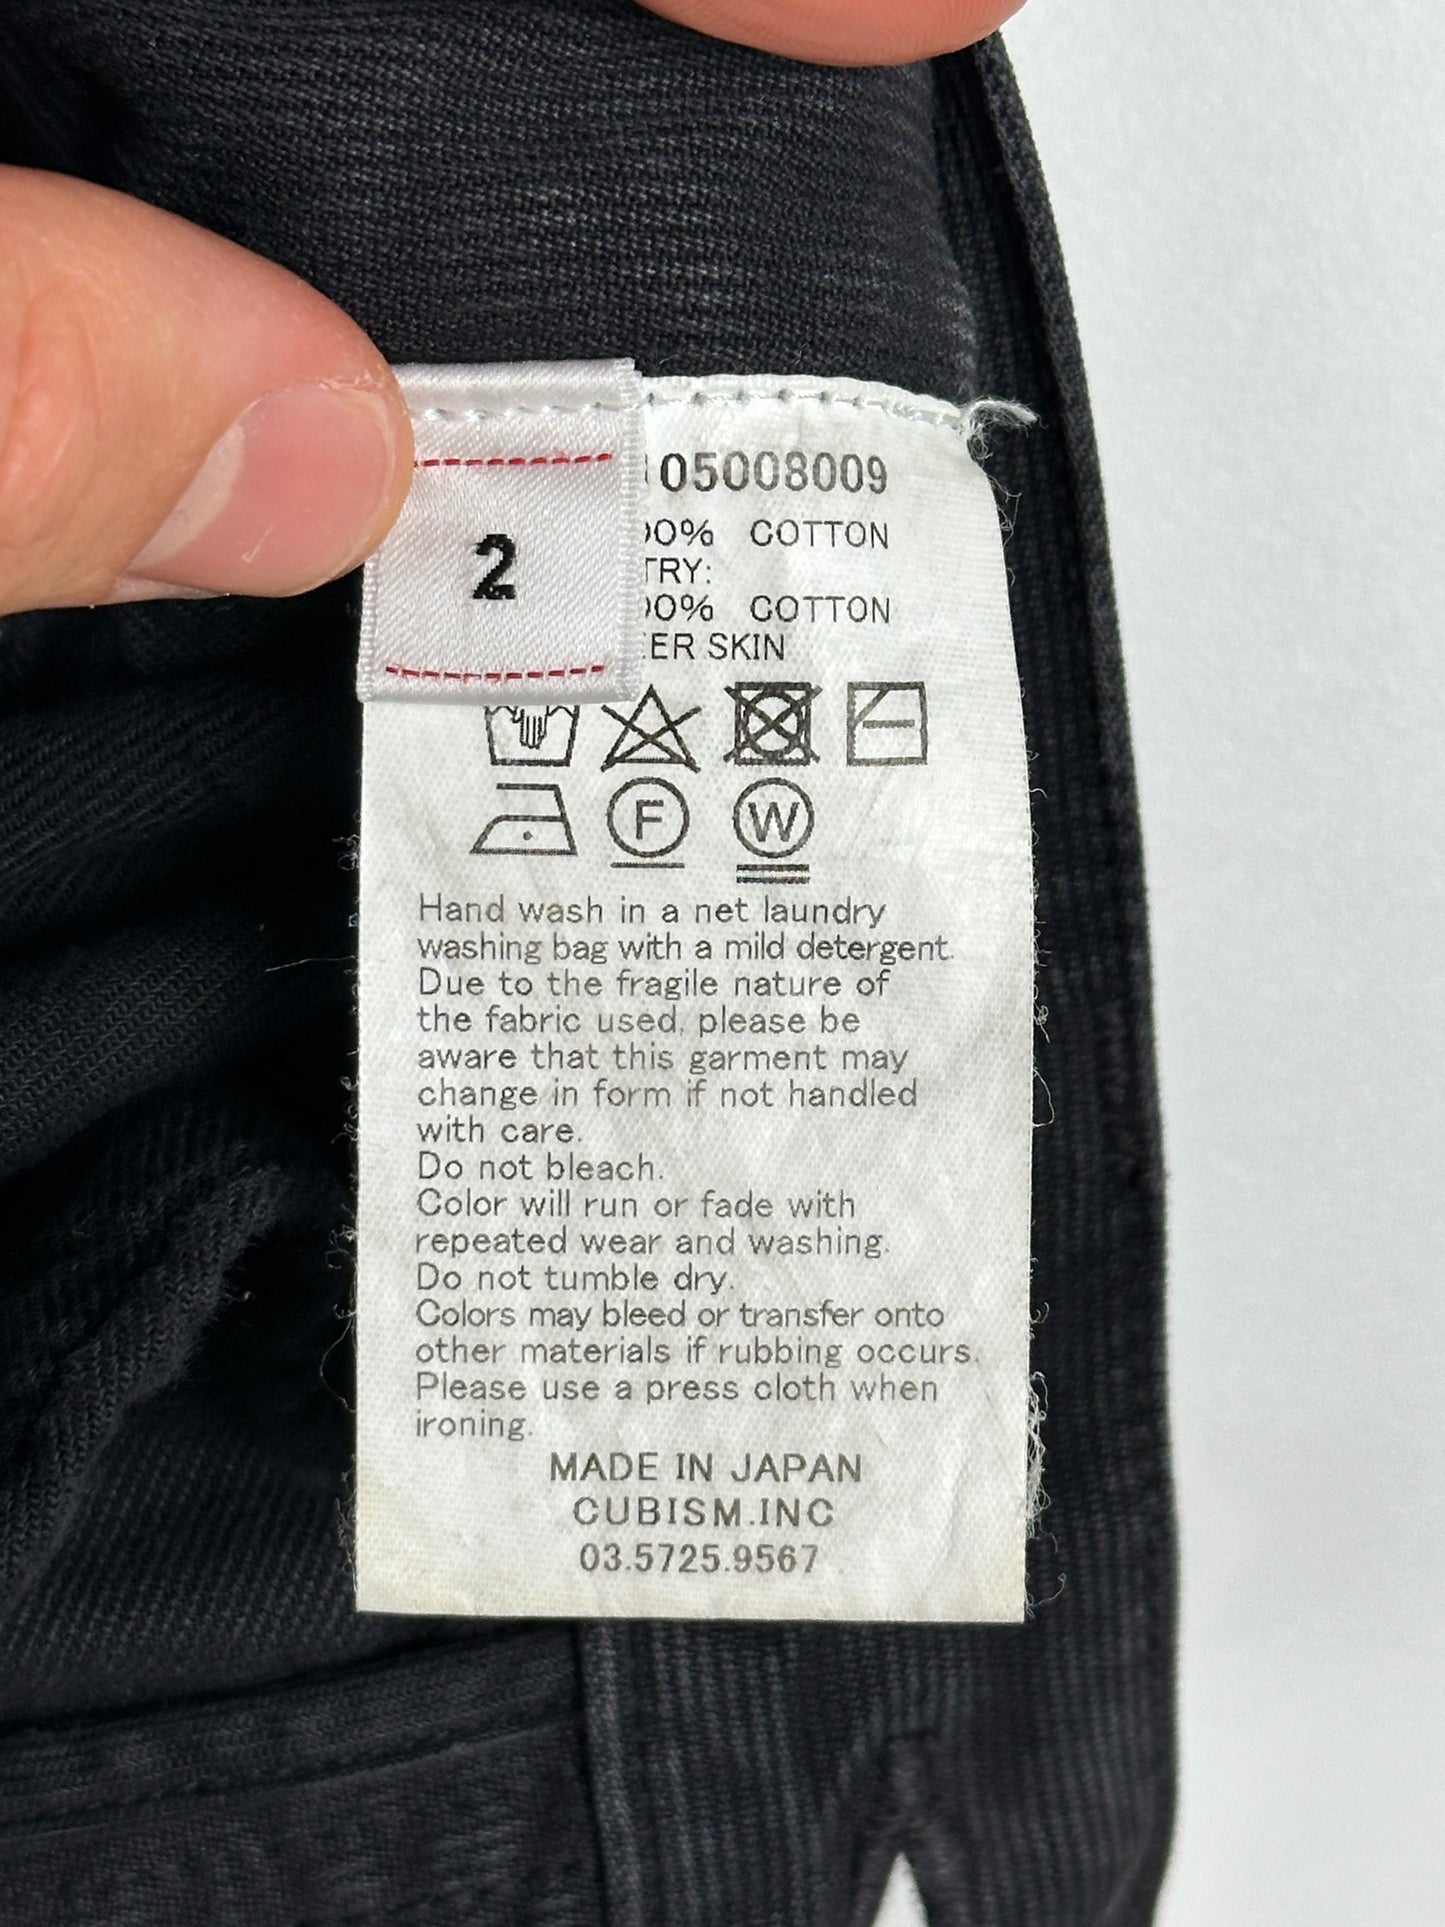 2
05008009
00% COTTON
TRY:
00% COTTON
ER SKIN
F W
Hand wash in a net laundry
washing bag with a mild detergent.
Due to the fragile nature of
the fabric used, please be
aware that this garment may
change in form if not handled
with care.
Do not bleach.
Color will run or fade with
repeated wear and washing.
Do not tumble dry.
Colors may bleed or transfer onto
other materials if rubbing occurs.
Please use a press cloth when
ironing.
MADE IN JAPAN
CUBISM.INC
03.5725.9567